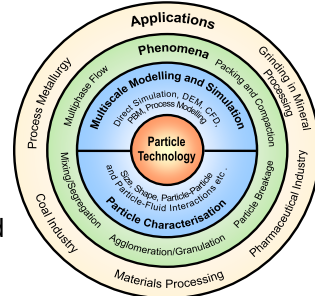 Applications
Process Metallurgy
Grinding in Mineral
Processing
Coal Industry
Pharmaceutical Industry
Materials Processing
Phenomena
Multiphase Flow
Packing and Compaction
Mixing/Segregation
Particle Breakage
Agglomeration/Granulation
Multiscale Modelling and Simulation
Direct Simulation, DEM, CFD,
PBM, Process Modelling
Particle
Technology
Size, Shape, Particle-Particle
and Particle-Fluid Interactions etc.
Particle Characterisation